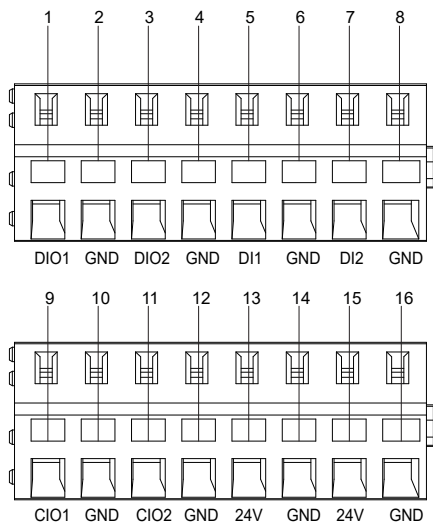 1 2 3 4 5 6 7 8
DIO1 GND DIO2 GND DI1 GND DI2 GND
9 10 11 12 13 14 15 16
CIO1 GND CIO2 GND 24V GND 24V GND